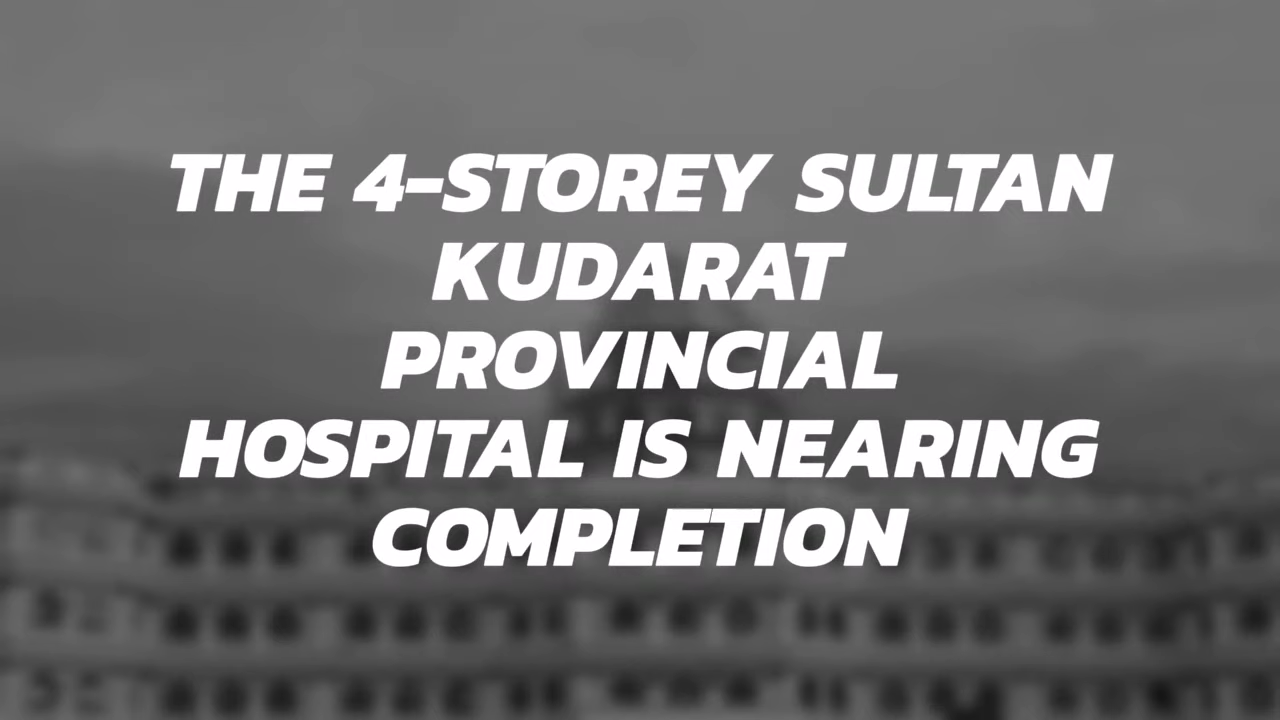 THE 4-STOREY SULTAN
KUDARAT
PROVINCIAL
HOSPITAL IS NEARING
COMPLETION